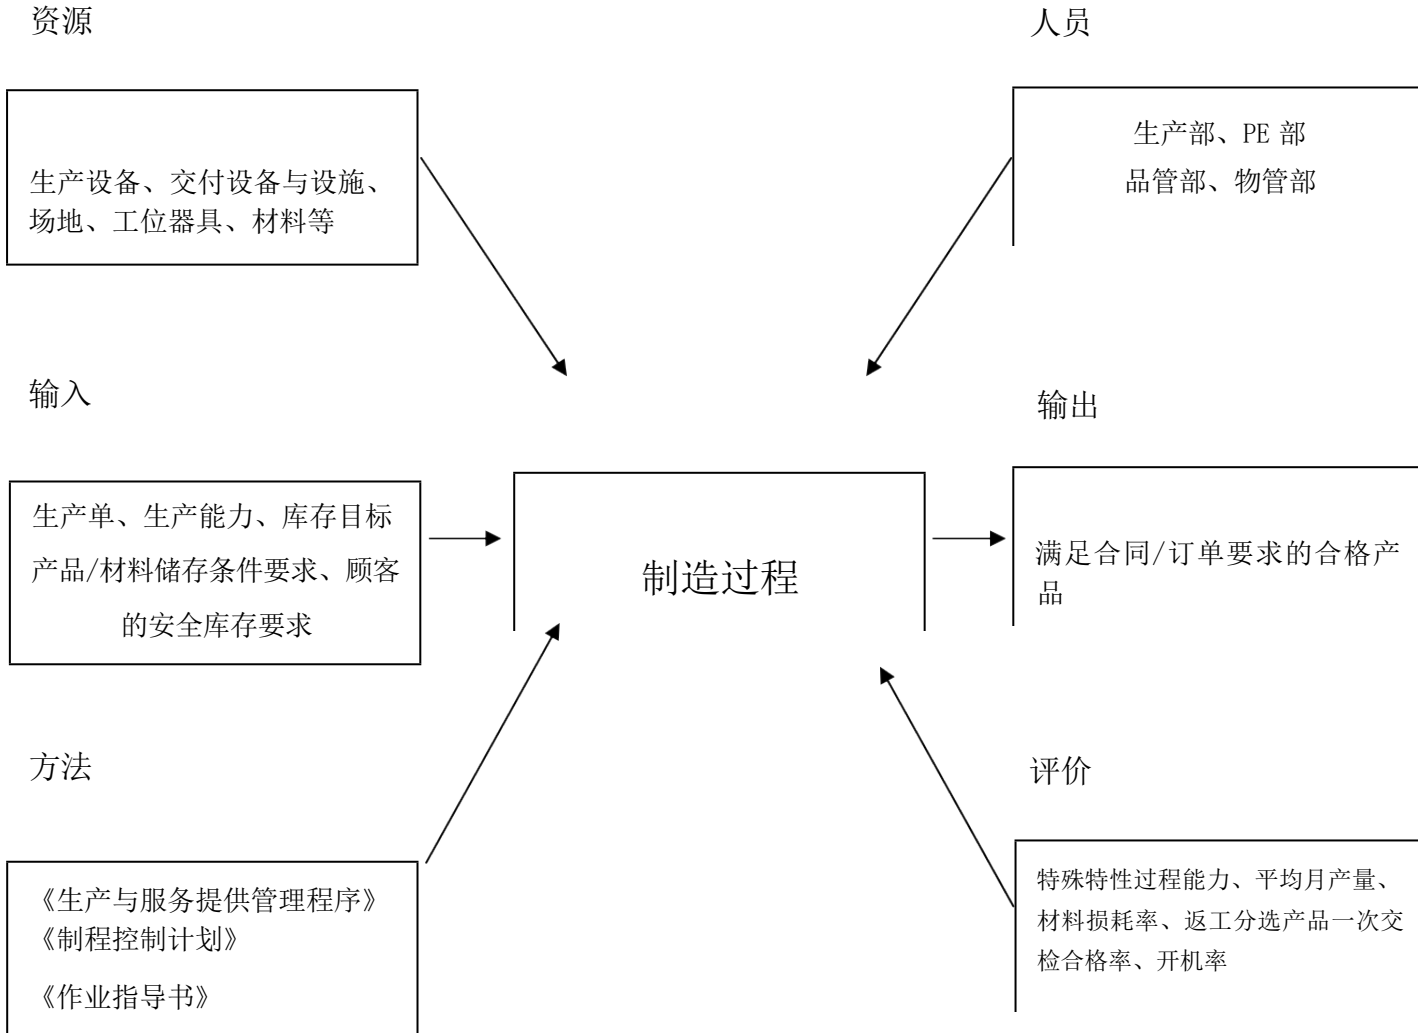 资源
人员
生产设备、交付设备与设施、
场地、工位器具、材料等
生产部、PE 部
品管部、物管部
输入
输出
生产单、生产能力、库存目标
产品/材料储存条件要求、顾客
的安全库存要求
制造过程
满足合同/订单要求的合格产
品
方法
评价
《生产与服务提供管理程序》
《制程控制计划》
《作业指导书》
特殊特性过程能力、平均月产量、
材料损耗率、返工分选产品一次交
检合格率、开机率